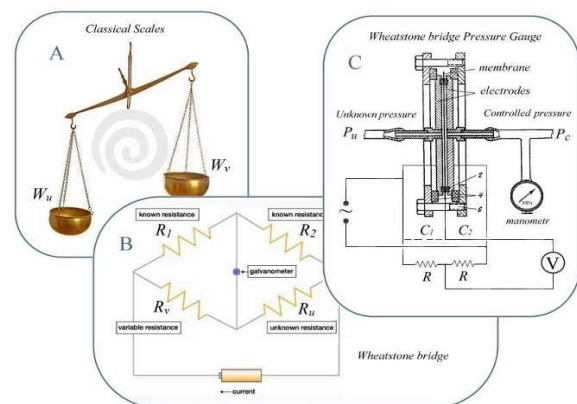 Classical Scales
A
W_u
W_v
B
known resistance
known resistance
R_1
R_2
galvanometer
R_v
R_u
variable resistance
unknown resistance
Wheatstone bridge
current
Wheatstone bridge Pressure Gauge
C
membrane
electrodes
Unknown pressure
Controlled pressure
P_u
P_c
2
4
manometr
C_1
C_2
V
R
R
~